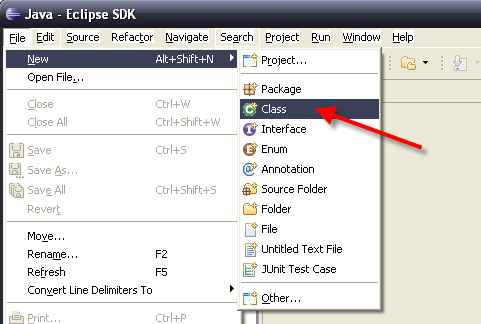 Java - Eclipse SDK
File Edit Source Refactor Navigate Search Project Run Window Help
New Alt+Shift+N
Open File...
Close Ctrl+W
Close All Ctrl+Shift+W
Save Ctrl+S
Save As...
Save All Ctrl+Shift+S
Revert
Move...
Rename... F2
Refresh F5
Convert Line Delimiters To
Print... Ctrl+P
Project...
Package
Class
Interface
Enum
Annotation
Source Folder
Folder
File
Untitled Text File
JUnit Test Case
Other...